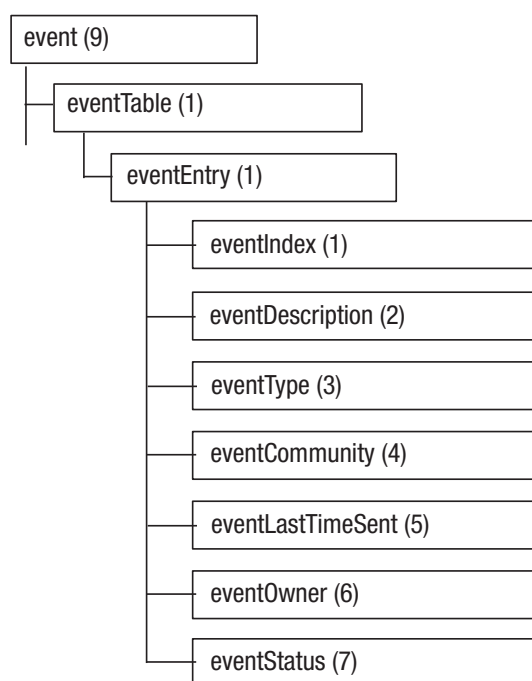 event (9)
eventTable (1)
eventEntry (1)
eventIndex (1)
eventDescription (2)
eventType (3)
eventCommunity (4)
eventLastTimeSent (5)
eventOwner (6)
eventStatus (7)